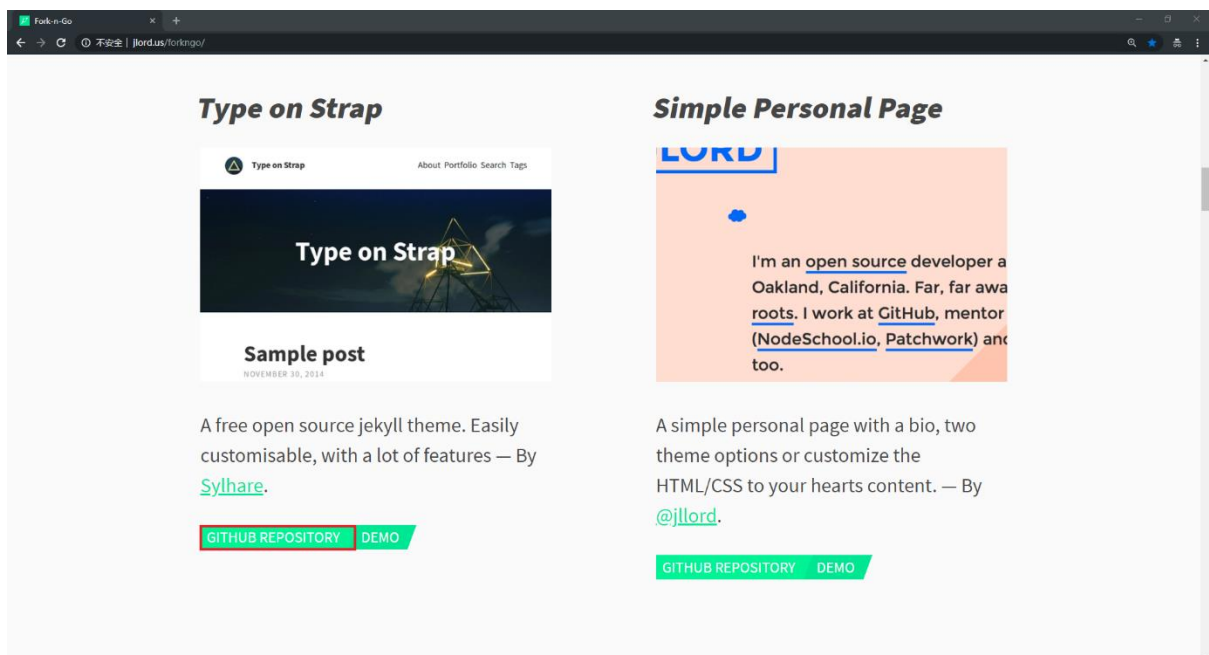 Fork-n-Go
不安全 | jlord.us/forkngo/
Type on Strap
Type on Strap
About Portfolio Search Tags
Type on Strap
Sample post
NOVEMBER 30, 2014
A free open source jekyll theme. Easily
customisable, with a lot of features — By
Sylhare.
GITHUB REPOSITORY DEMO
Simple Personal Page
LORD
I'm an open source developer a
Oakland, California. Far, far awa
roots. I work at GitHub, mentor
(NodeSchool.io, Patchwork) and
too.
A simple personal page with a bio, two
theme options or customize the
HTML/CSS to your hearts content. — By
@jllord.
GITHUB REPOSITORY DEMO